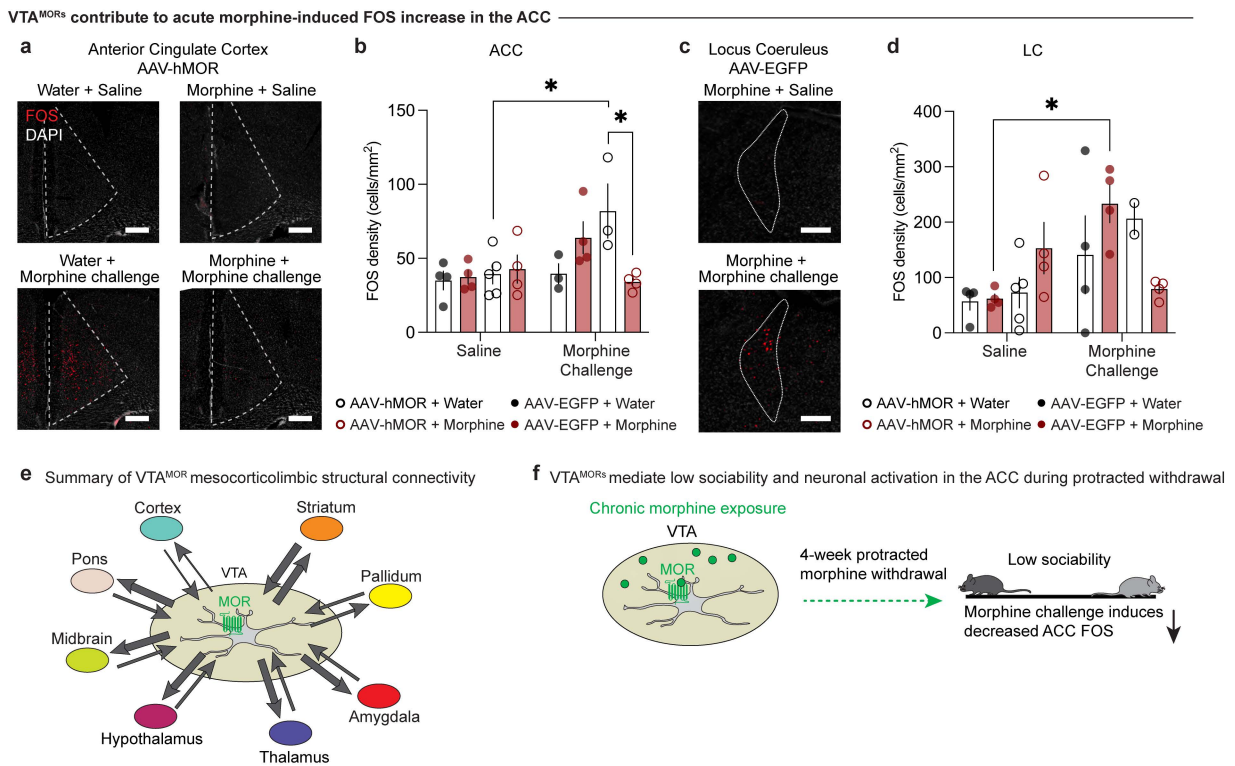 VTAMORs contribute to acute morphine-induced FOS increase in the ACC
a
Anterior Cingulate Cortex
AAV-hMOR
Water + Saline
Morphine + Saline
FOS
DAPI
Water +
Morphine challenge
Morphine +
Morphine challenge
b
ACC
*
*
FOS density (cells/mm2)
150
100
50
0
Saline
Morphine
Challenge
AAV-hMOR + Water
AAV-EGFP + Water
AAV-hMOR + Morphine
AAV-EGFP + Morphine
c
Locus Coeruleus
AAV-EGFP
Morphine + Saline
Morphine +
Morphine challenge
d
LC
*
FOS density (cells/mm2)
400
300
200
100
0
Saline
Morphine
Challenge
AAV-hMOR + Water
AAV-EGFP + Water
AAV-hMOR + Morphine
AAV-EGFP + Morphine
e
Summary of VTAMOR mesocorticolimbic structural connectivity
Cortex
Striatum
Pons
VTA
Pallidum
MOR
Midbrain
Hypothalamus
Amygdala
Thalamus
f
VTAMORs mediate low sociability and neuronal activation in the ACC during protracted withdrawal
Chronic morphine exposure
VTA
MOR
4-week protracted
morphine withdrawal
Low sociability
Morphine challenge induces
decreased ACC FOS